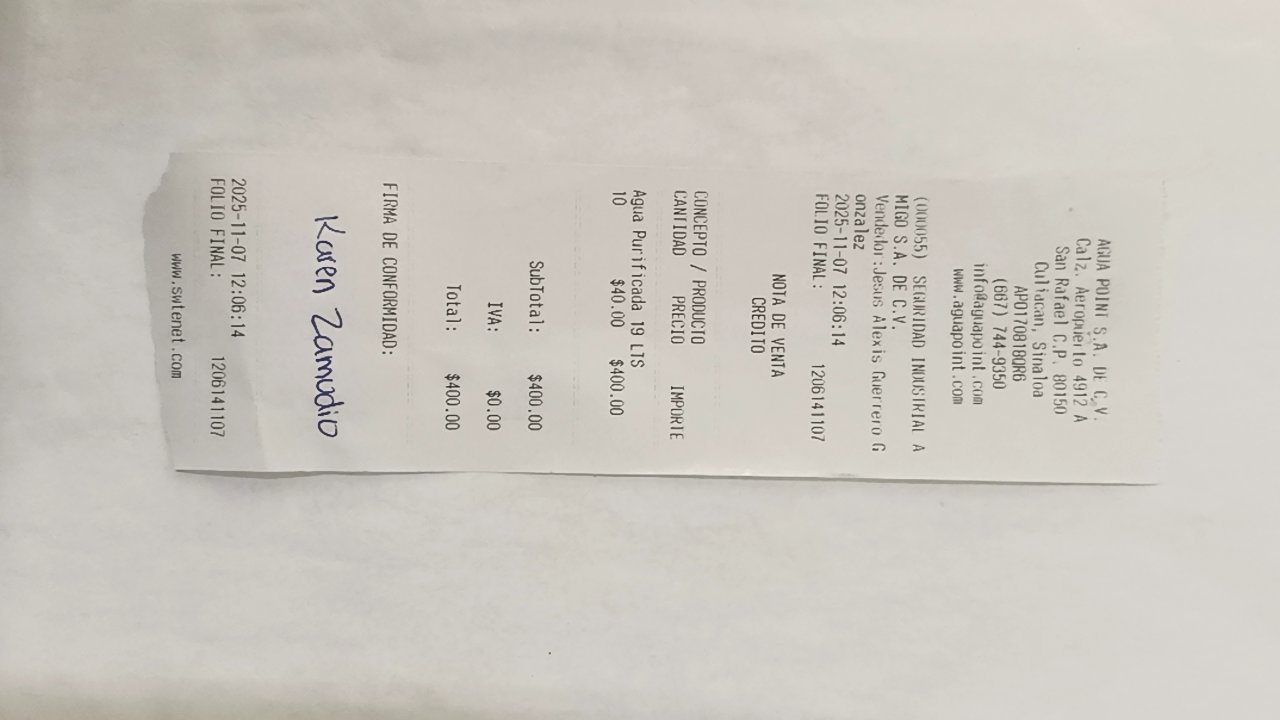 AGUA POINT S.A. DE C.V.
Calz. Aeropuerto 4912 A
San Rafael C.P. 80150
Culiacan, Sinaloa
APO170818QR6
(667) 744-9350
info@aguapoint.com
www.aguapoint.com
(000055) SEGURIDAD INDUSTRIAL A
MIGO S.A. DE C.V.
Vendedor:Jesus Alexis Guerrero G
onzalez
2025-11-07 12:06:14
FOLIO FINAL: 1206141107
NOTA DE VENTA
CREDITO
CONCEPTO / PRODUCTO
CANTIDAD PRECIO IMPORTE
Agua Purificada 19 LTS
10 $40.00 $400.00
SubTotal: $400.00
IVA: $0.00
Total: $400.00
FIRMA DE CONFORMIDAD:
Karen Zamudio
2025-11-07 12:06:14
FOLIO FINAL: 1206141107
www.swtenet.com